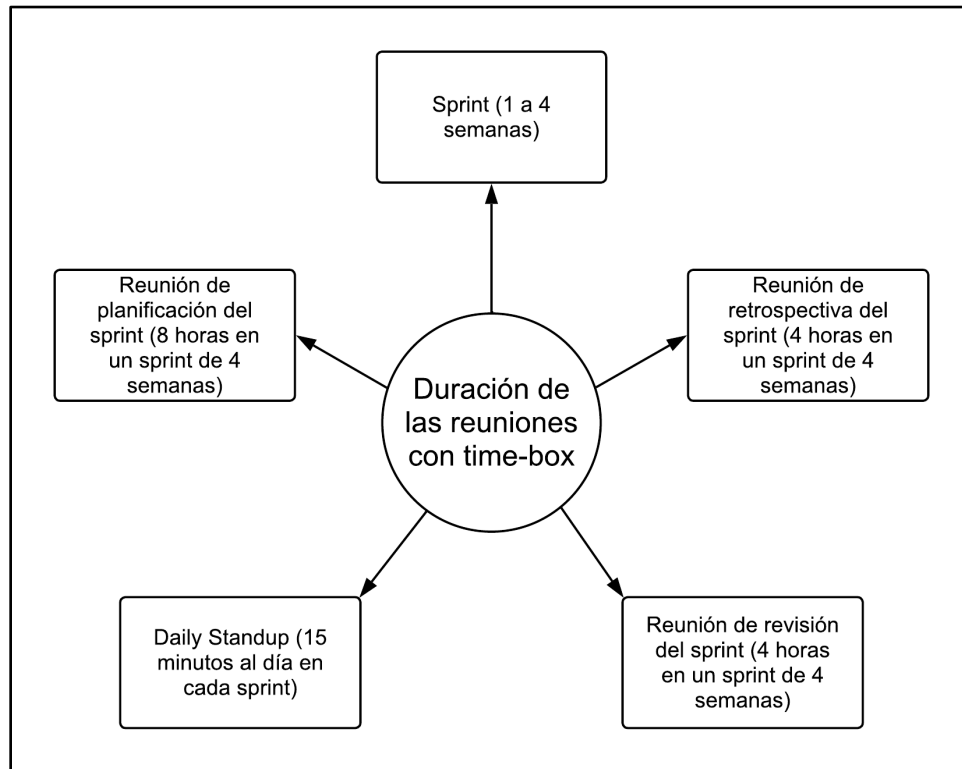 Sprint (1 a 4
semanas)
Reunión de
planificación del
sprint (8 horas en
un sprint de 4
semanas)
Reunión de
retrospectiva del
sprint (4 horas en
un sprint de 4
semanas)
Duración de
las reuniones
con time-box
Daily Standup (15
minutos al día en
cada sprint)
Reunión de revisión
del sprint (4 horas
en un sprint de 4
semanas)